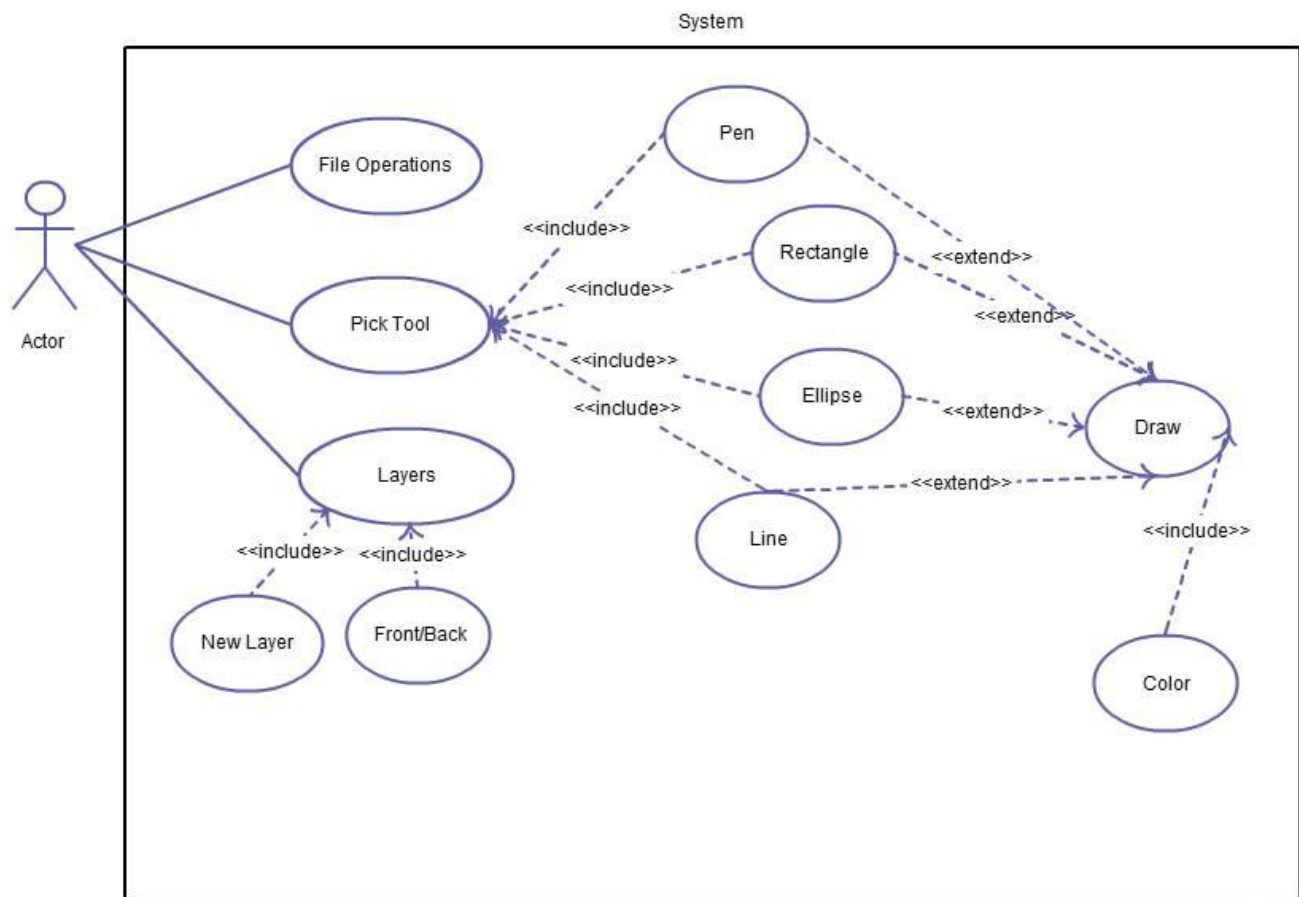 System
Pen
File Operations
<<include>>
Rectangle
<<extend>>
<<include>>
<<extend>>
Pick Tool
Actor
<<include>>
Ellipse
<<include>>
<<extend>>
Draw
Layers
<<extend>>
<<include>>
<<include>>
Line
<<include>>
New Layer
Front/Back
Color